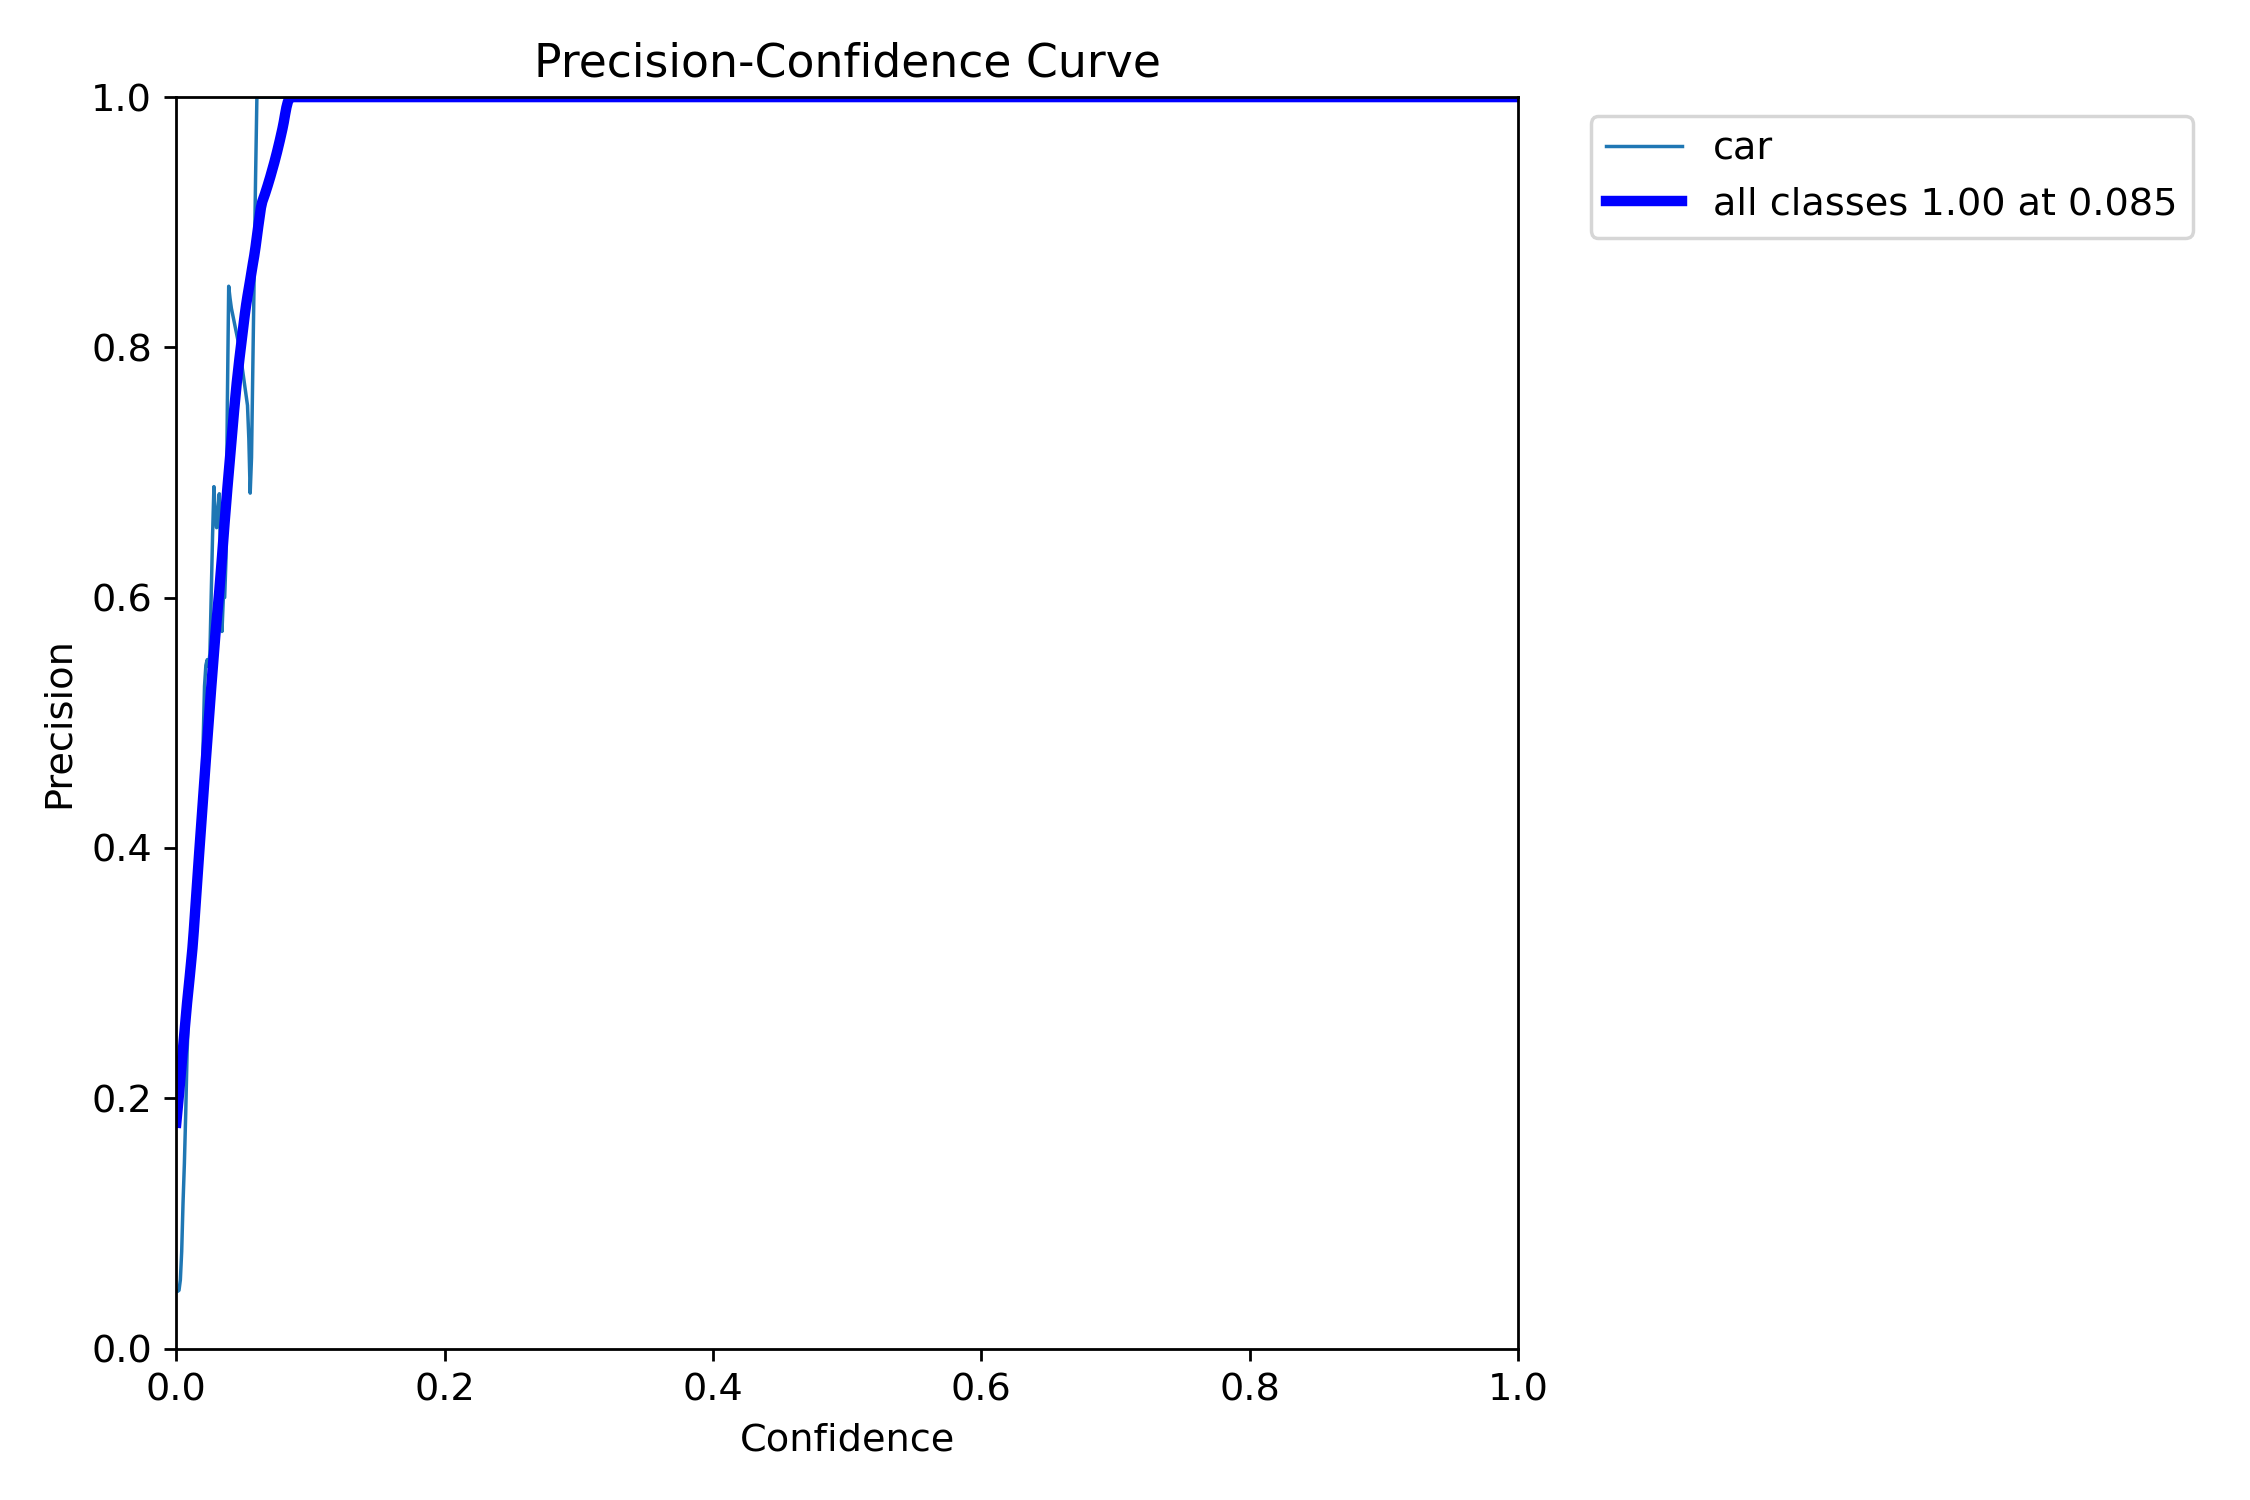 Precision-Confidence Curve
1.0
0.8
0.6
0.4
0.2
0.0
Precision
0.0 0.2 0.4 0.6 0.8 1.0
Confidence
car
all classes 1.00 at 0.085